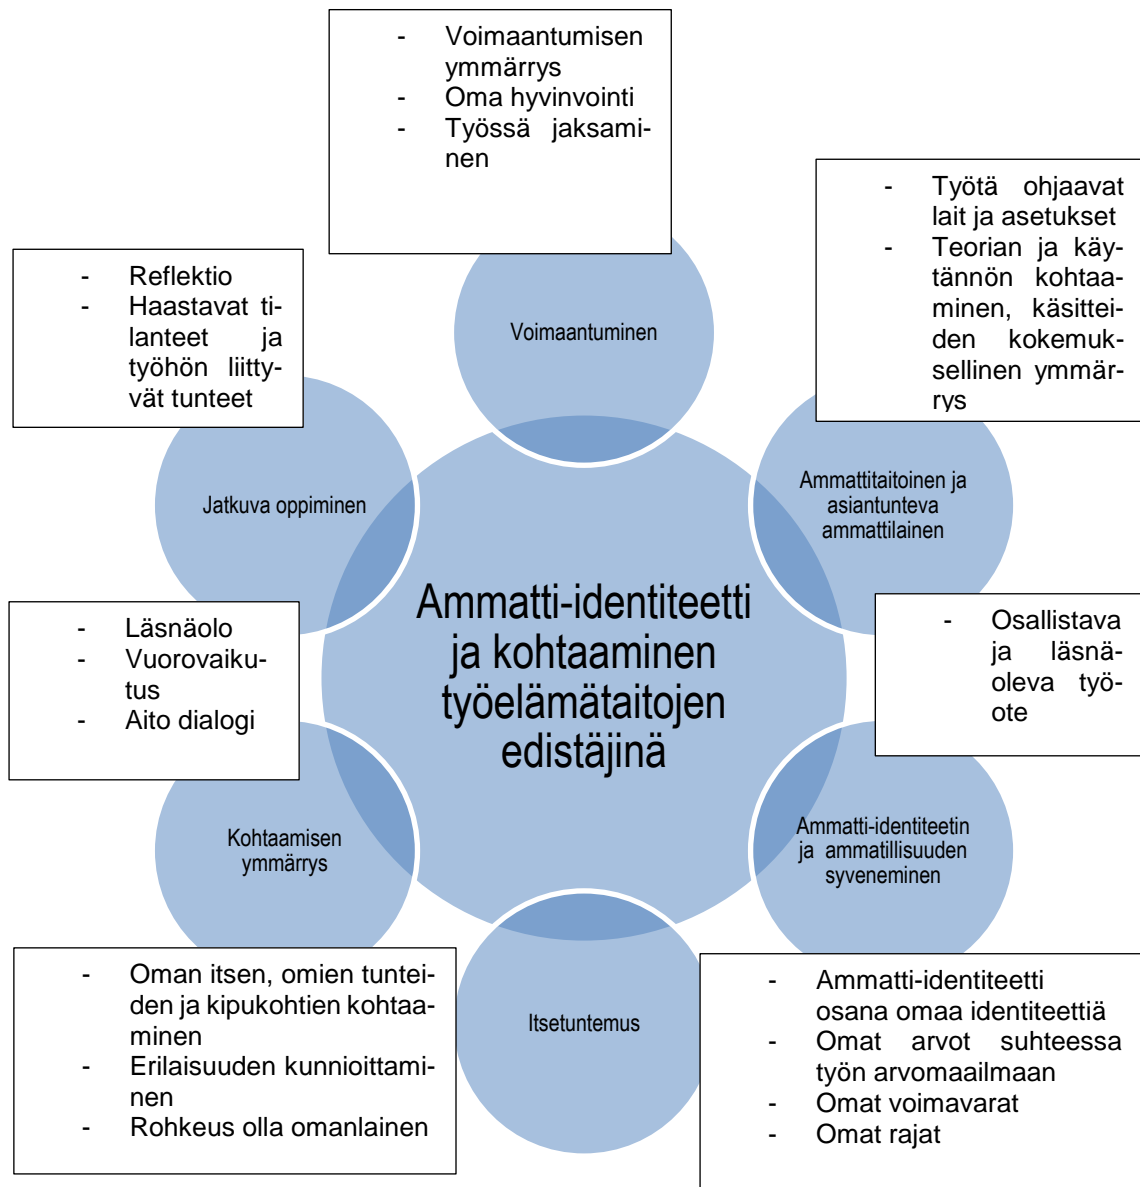 - Voimaantumisen
ymmärrys
- Oma hyvinvointi
- Työssä jaksami-
nen
- Työtä ohjaavat
lait ja asetukset
- Teorian ja käy-
tännön kohtaa-
minen, käsittei-
den kokemuk-
sellinen ymmär-
rys
- Reflektio
- Haastavat ti-
lanteet ja
työhön liitty-
vät tunteet
Voimaantuminen
Jatkuva oppiminen
Ammattitaitoinen ja
asiantunteva
ammattilainen
Ammatti-identiteetti
ja kohtaaminen
työelämätaitojen
edistäjinä
- Läsnäolo
- Vuorovaiku-
tus
- Aito dialogi
- Osallistava
ja läsnä-
oleva työ-
ote
Kohtaamisen
ymmärrys
Ammatti-identiteetin
ja ammatillisuuden
syveneminen
- Oman itsen, omien tuntei-
den ja kipukohtien kohtaa-
minen
- Erilaisuuden kunnioittami-
nen
- Rohkeus olla omanlainen
Itsetuntemus
- Ammatti-identiteetti
osana omaa identiteettiä
- Omat arvot suhteessa
työn arvomaailmaan
- Omat voimavarat
- Omat rajat